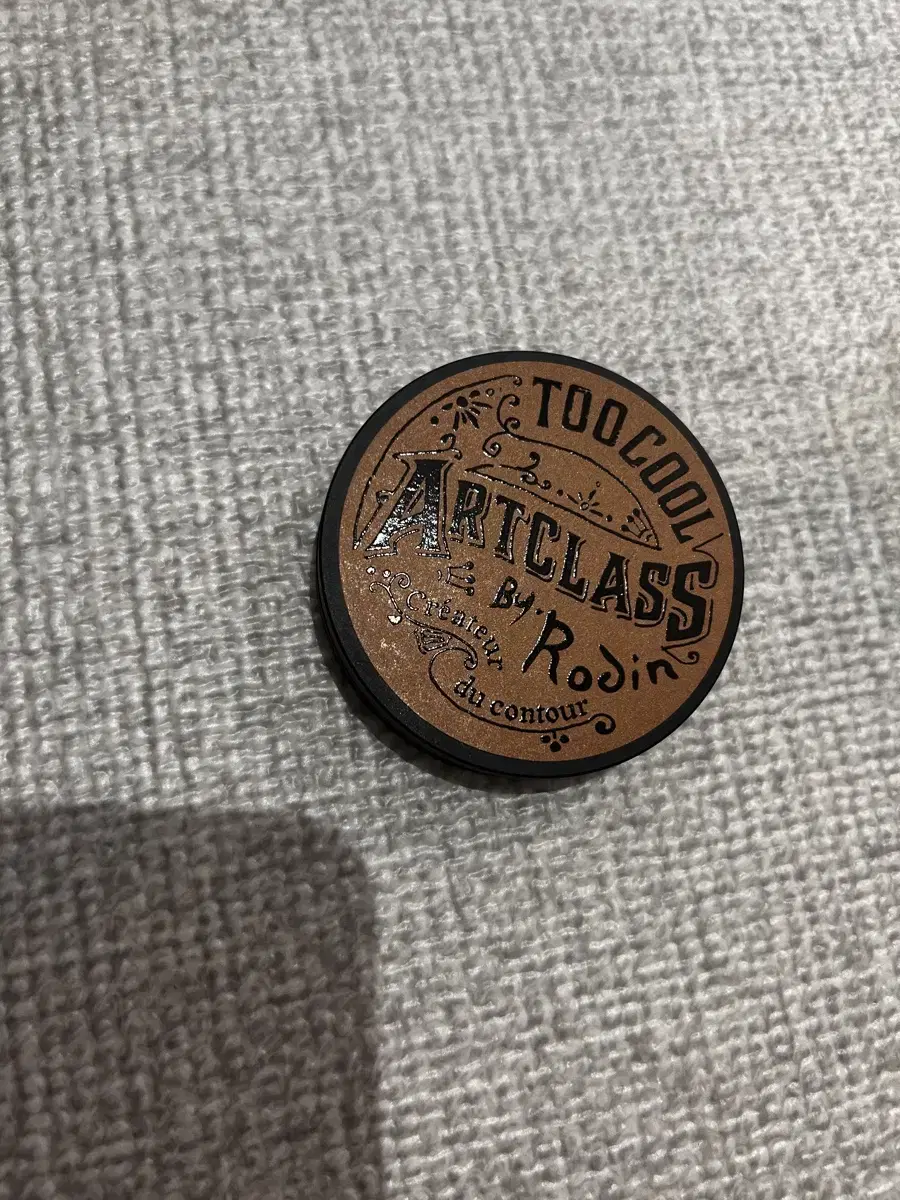 TOO COOL
ARTCLASS
By. Rodin
Créateur
du contour